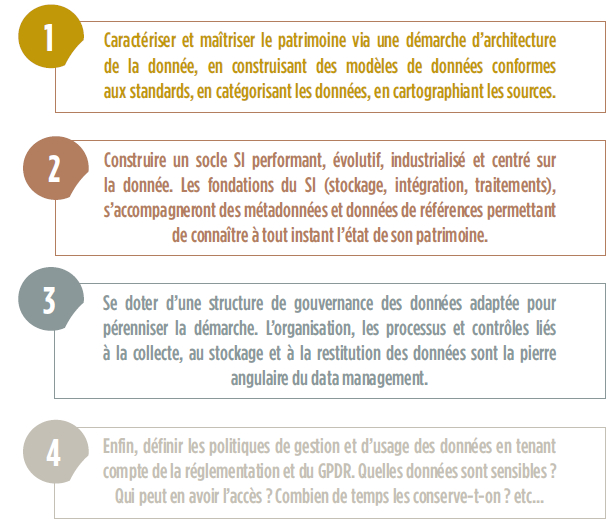 1
Caractériser et maîtriser le patrimoine via une démarche d'architecture
de la donnée, en construisant des modèles de données conformes
aux standards, en catégorisant les données, en cartographiant les sources.
2
Construire un socle SI performant, évolutif, industrialisé et centré sur
la donnée. Les fondations du SI (stockage, intégration, traitements),
s'accompagneront des métadonnées et données de références permettant
de connaître à tout instant l'état de son patrimoine.
3
Se doter d'une structure de gouvernance des données adaptée pour
pérenniser la démarche. L'organisation, les processus et contrôles liés
à la collecte, au stockage et à la restitution des données sont la pierre
angulaire du data management.
4
Enfin, définir les politiques de gestion et d'usage des données en tenant
compte de la réglementation et du GPDR. Quelles données sont sensibles ?
Qui peut en avoir l'accès ? Combien de temps les conserve-t-on ? etc...